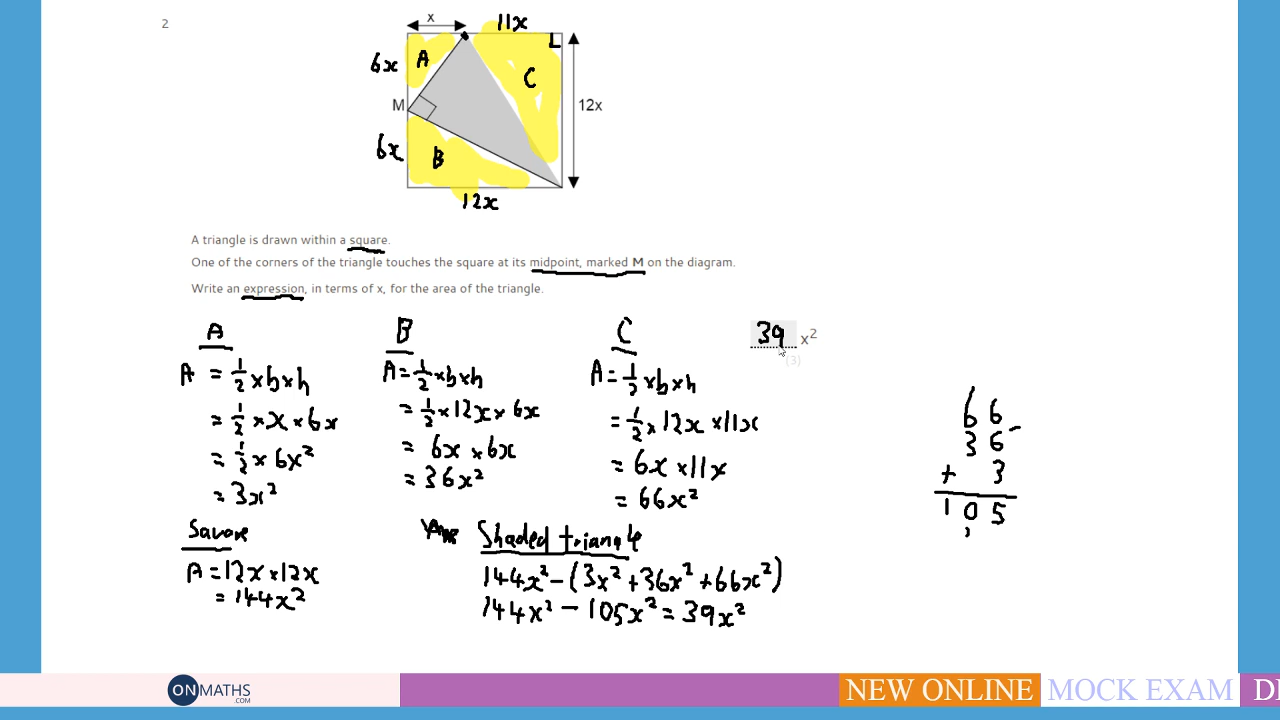 2
x
11x
6x
A
C
M
12x
6x
B
12x
A triangle is drawn within a square.
One of the corners of the triangle touches the square at its midpoint, marked M on the diagram.
Write an expression, in terms of x, for the area of the triangle.
39 x²
(3)
A
A = 1/2 × b × h
= 1/2 × x × 6x
= 1/2 × 6x²
= 3x²
B
A = 1/2 × b × h
= 1/2 × 12x × 6x
= 6x × 6x
= 36x²
C
A = 1/2 × b × h
= 1/2 × 12x × 11x
= 6x × 11x
= 66x²
66
36
+ 3
105
1
Square
A = 12x × 12x
= 144x²
Shaded triangle
144x² - (3x² + 36x² + 66x²)
144x² - 105x² = 39x²
ONMATHS
.COM
NEW ONLINE MOCK EXAM